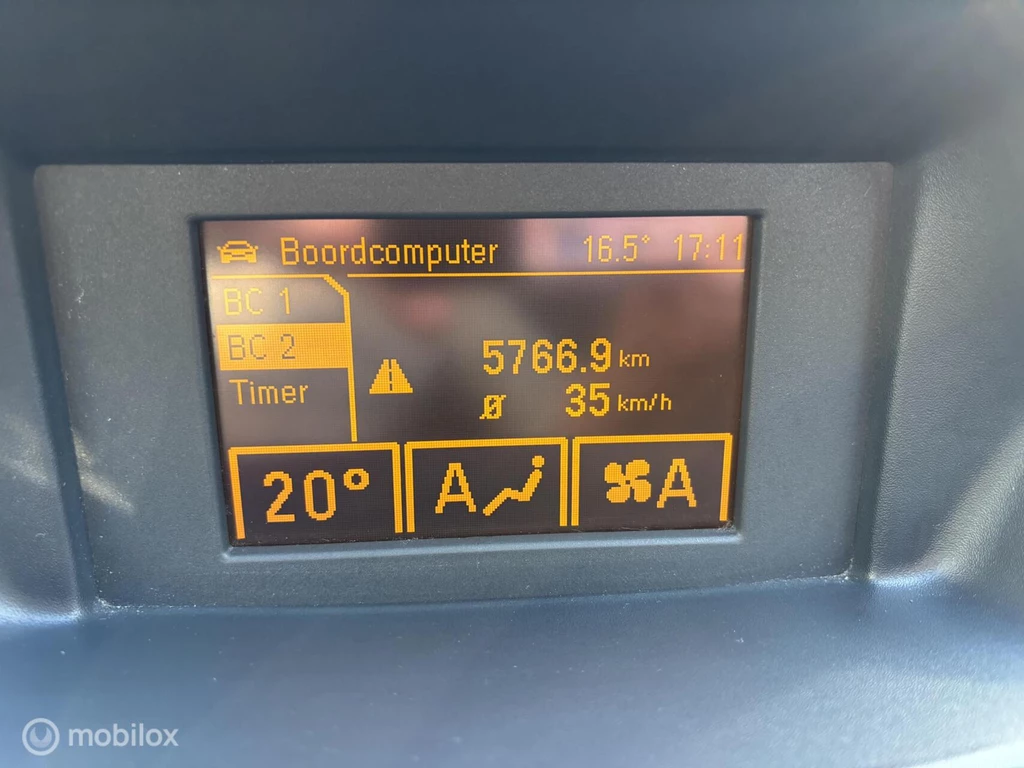 Boordcomputer 16.5° 17:11
BC 1
BC 2
Timer
5766.9 km
Ø 35 km/h
20° A A
mobilox